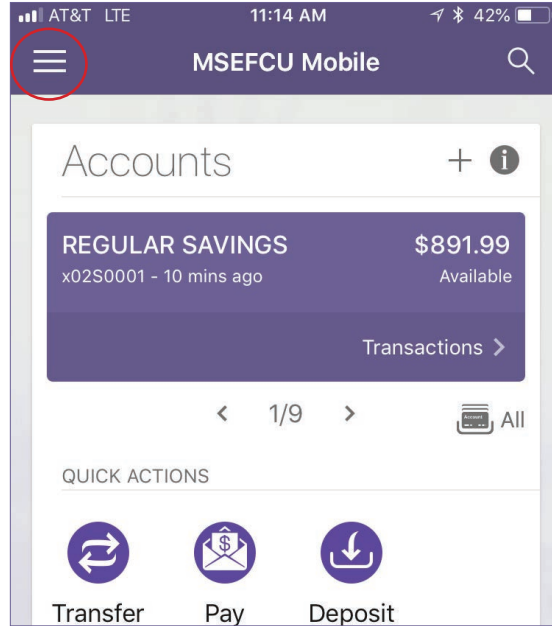 AT&T LTE 11:14 AM 42%
MSEFCU Mobile
Accounts
REGULAR SAVINGS $891.99
x02S0001 - 10 mins ago Available
Transactions >
< 1/9 > All
QUICK ACTIONS
$
Transfer Pay Deposit